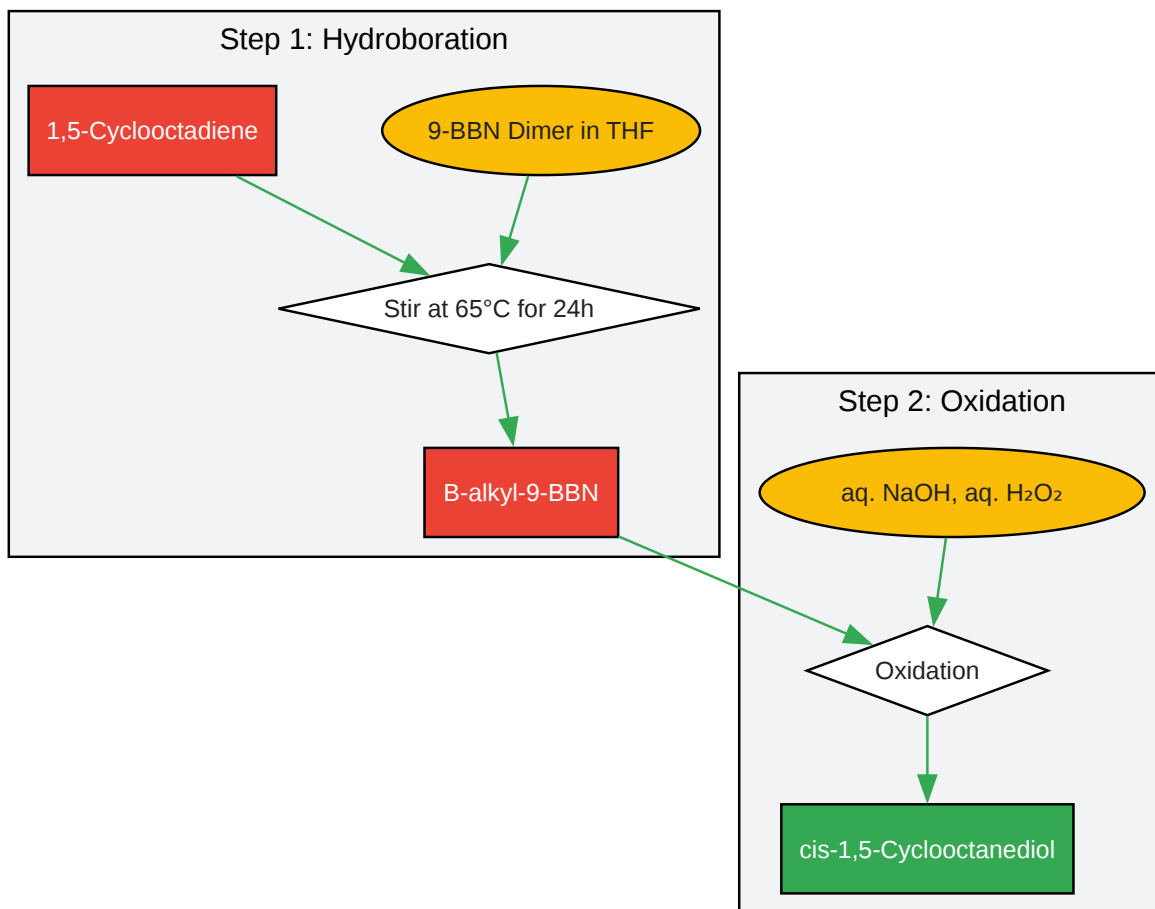 Step 1: Hydroboration
1,5-Cyclooctadiene
9-BBN Dimer in THF
Stir at 65°C for 24h
B-alkyl-9-BBN
Step 2: Oxidation
aq. NaOH, aq. H₂O₂
Oxidation
cis-1,5-Cyclooctanediol